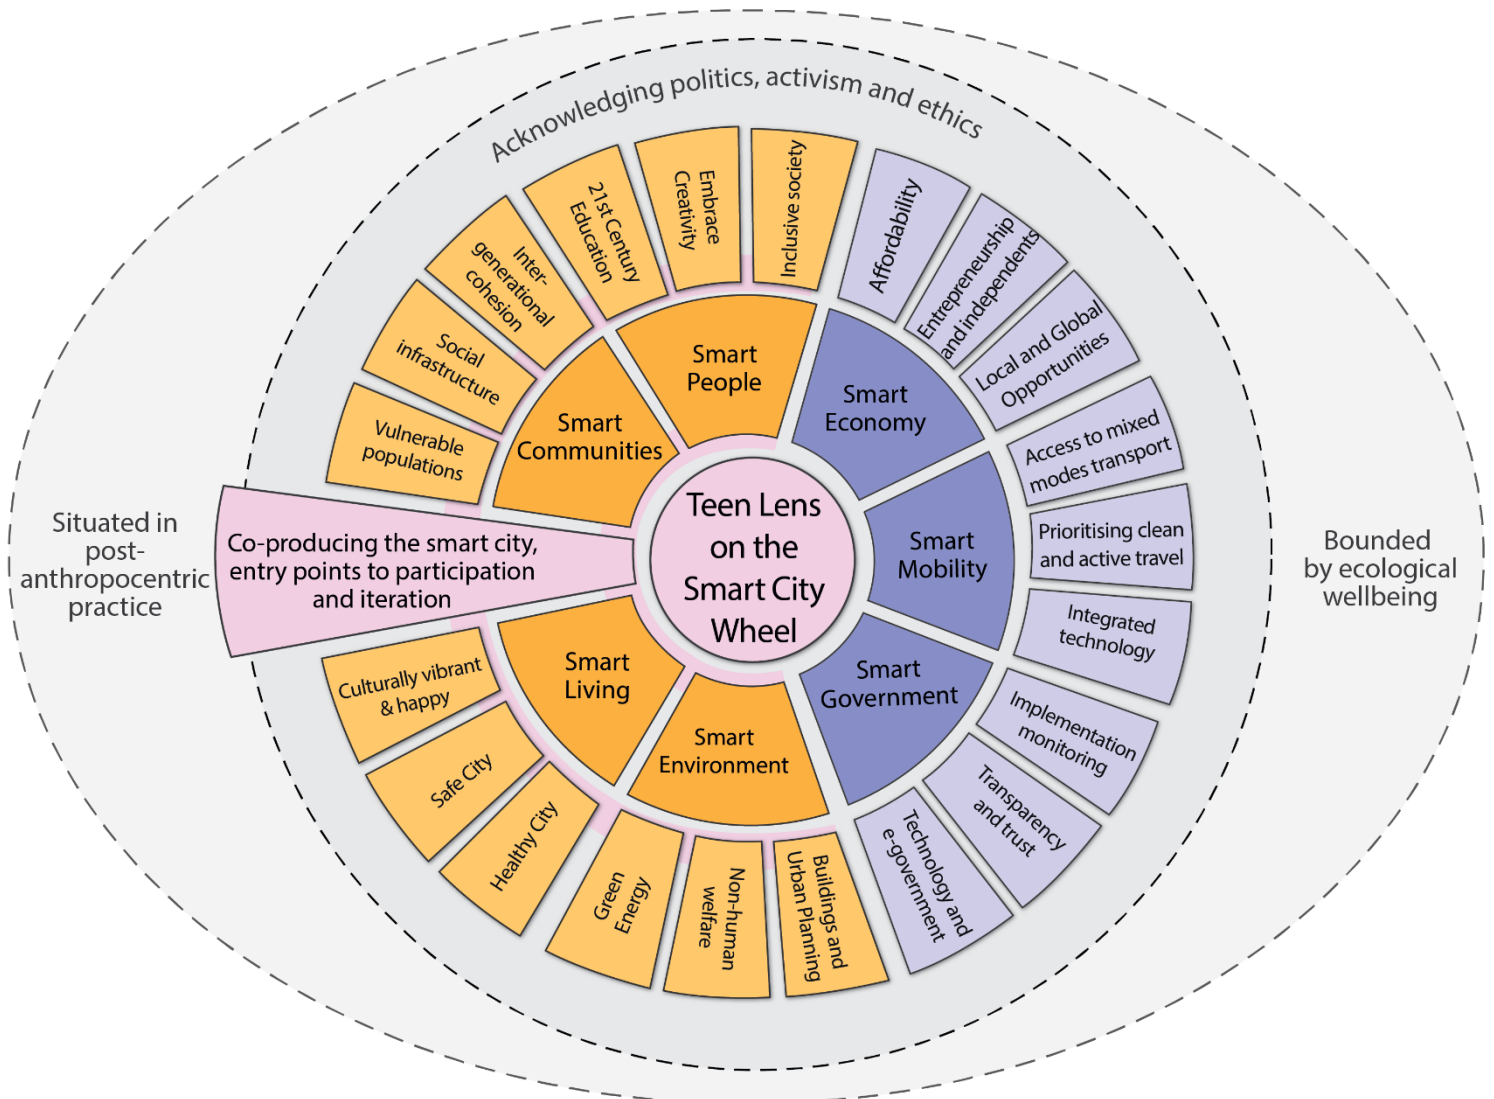 Acknowledging politics, activism and ethics
Situated in
post-
anthropocentric
practice
Bounded
by ecological
wellbeing
Teen Lens
on the
Smart City
Wheel
Co-producing the smart city,
entry points to participation
and iteration
Smart
People
21st Century
Education
Embrace
Creativity
Inclusive society
Smart
Economy
Affordability
Entrepreneurship
and independents
Local and Global
Opportunities
Smart
Mobility
Access to mixed
modes transport
Prioritising clean
and active travel
Integrated
technology
Smart
Government
Implementation
monitoring
Transparency
and trust
Technology and
e-government
Smart
Environment
Buildings and
Urban Planning
Non-human
welfare
Green
Energy
Smart
Living
Healthy City
Safe City
Culturally vibrant
& happy
Smart
Communities
Vulnerable
populations
Social
infrastructure
Inter-
generational
cohesion